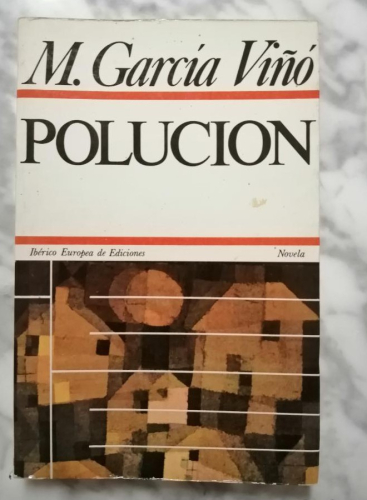 M. García Viñó
POLUCION
Ibérico Europea de Ediciones
Novela